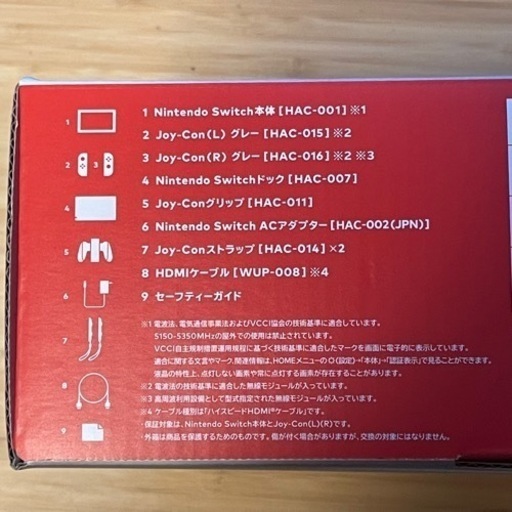 1 Nintendo Switch本体[HAC-001]※1
2 Joy-Con(L) グレー[HAC-015]※2
3 Joy-Con(R) グレー[HAC-016]※2 ※3
4 Nintendo Switchドック[HAC-007]
5 Joy-Conグリップ[HAC-011]
6 Nintendo Switch ACアダプター[HAC-002(JPN)]
7 Joy-Conストラップ[HAC-014]×2
8 HDMIケーブル[WUP-008]※4
9 セーフティーガイド
1
2 3
4
5
6
7
8
9
※1 電波法、電気通信事業法およびVCCI協会の技術基準に適合しています。
5150-5350MHzの屋外での使用は禁止されています。
VCCI自主規制措置運用規程に基づく技術基準に適合したマークを画面に電子的に表示しています。
適合に関する文言やマーク、関連情報は、HOMEメニューの(設定)→「本体」→「認証表示」で見ることができます。
液晶の特性上、点灯しない画素や常に点灯する画素が存在することがあります。
※2 電波法の技術基準に適合した無線モジュールが入っています。
※3 高周波利用設備として型式指定された無線モジュールが入っています。
※4 ケーブル種別は「ハイスピードHDMI®ケーブル」です。
・保証対象は、Nintendo Switch本体とJoy-Con(L)(R)です。
・外箱は商品を保護するためのものです。傷が付く場合がありますが、交換の対象にはなりません。